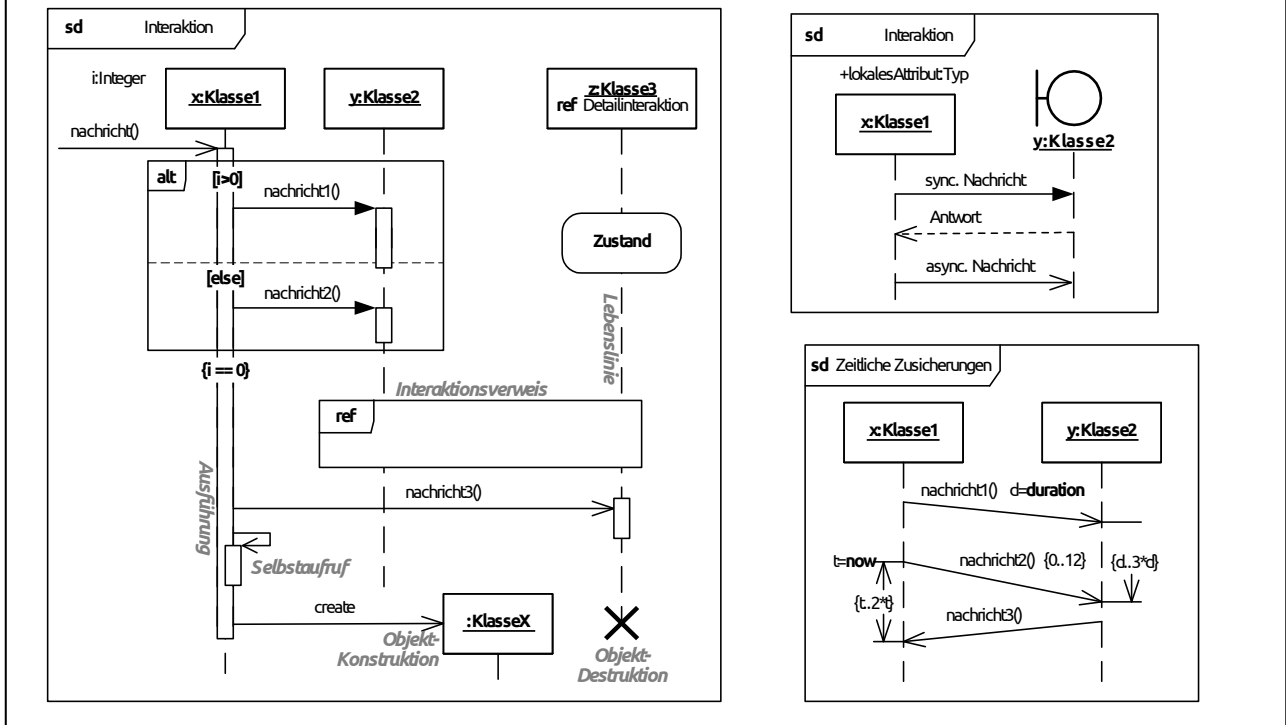 sd Interaktion
i:Integer
x:Klasse1
y:Klasse2
z:Klasse3
ref Detailinteraktion
nachricht()
alt
[i>0]
nachricht1()
Zustand
[else]
nachricht2()
Lebenslinie
{i == 0}
Interaktionsverweis
ref
Ausführung
nachricht3()
Selbstaufruf
create
:KlasseX
Objekt-
Konstruktion
Objekt-
Destruktion
sd Interaktion
+lokalesAttribut:Typ
x:Klasse1
y:Klasse2
sync. Nachricht
Antwort
async. Nachricht
sd Zeitliche Zusicherungen
x:Klasse1
y:Klasse2
nachricht1() d=duration
t=now
nachricht2() {0..12}
{d..3*d}
{t..2*t}
nachricht3()